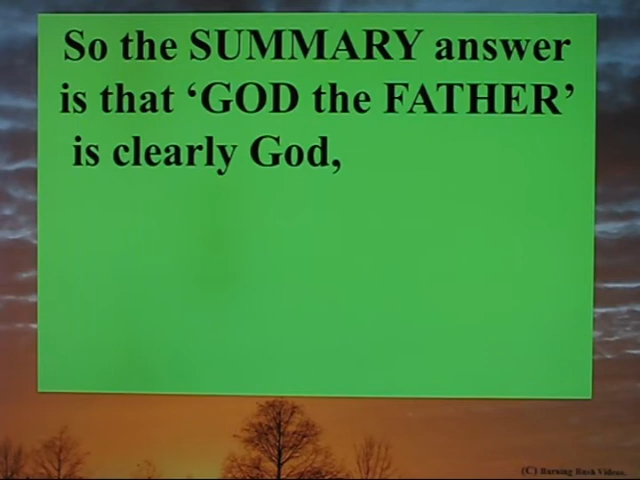 So the SUMMARY answer
is that ‘GOD the FATHER’
is clearly God,
(C) Burning Bush Videos.